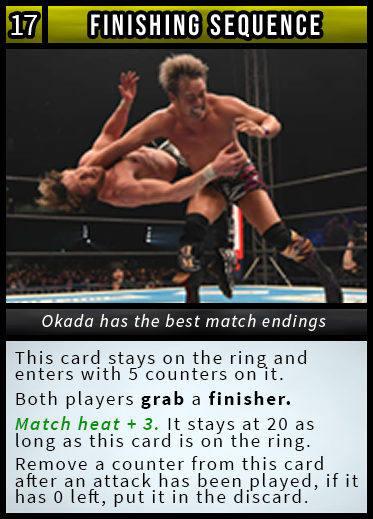 17 FINISHING SEQUENCE
Okada has the best match endings
This card stays on the ring and
enters with 5 counters on it.
Both players grab a finisher.
Match heat + 3. It stays at 20 as
long as this card is on the ring.
Remove a counter from this card
after an attack has been played, if it
has 0 left, put it in the discard.